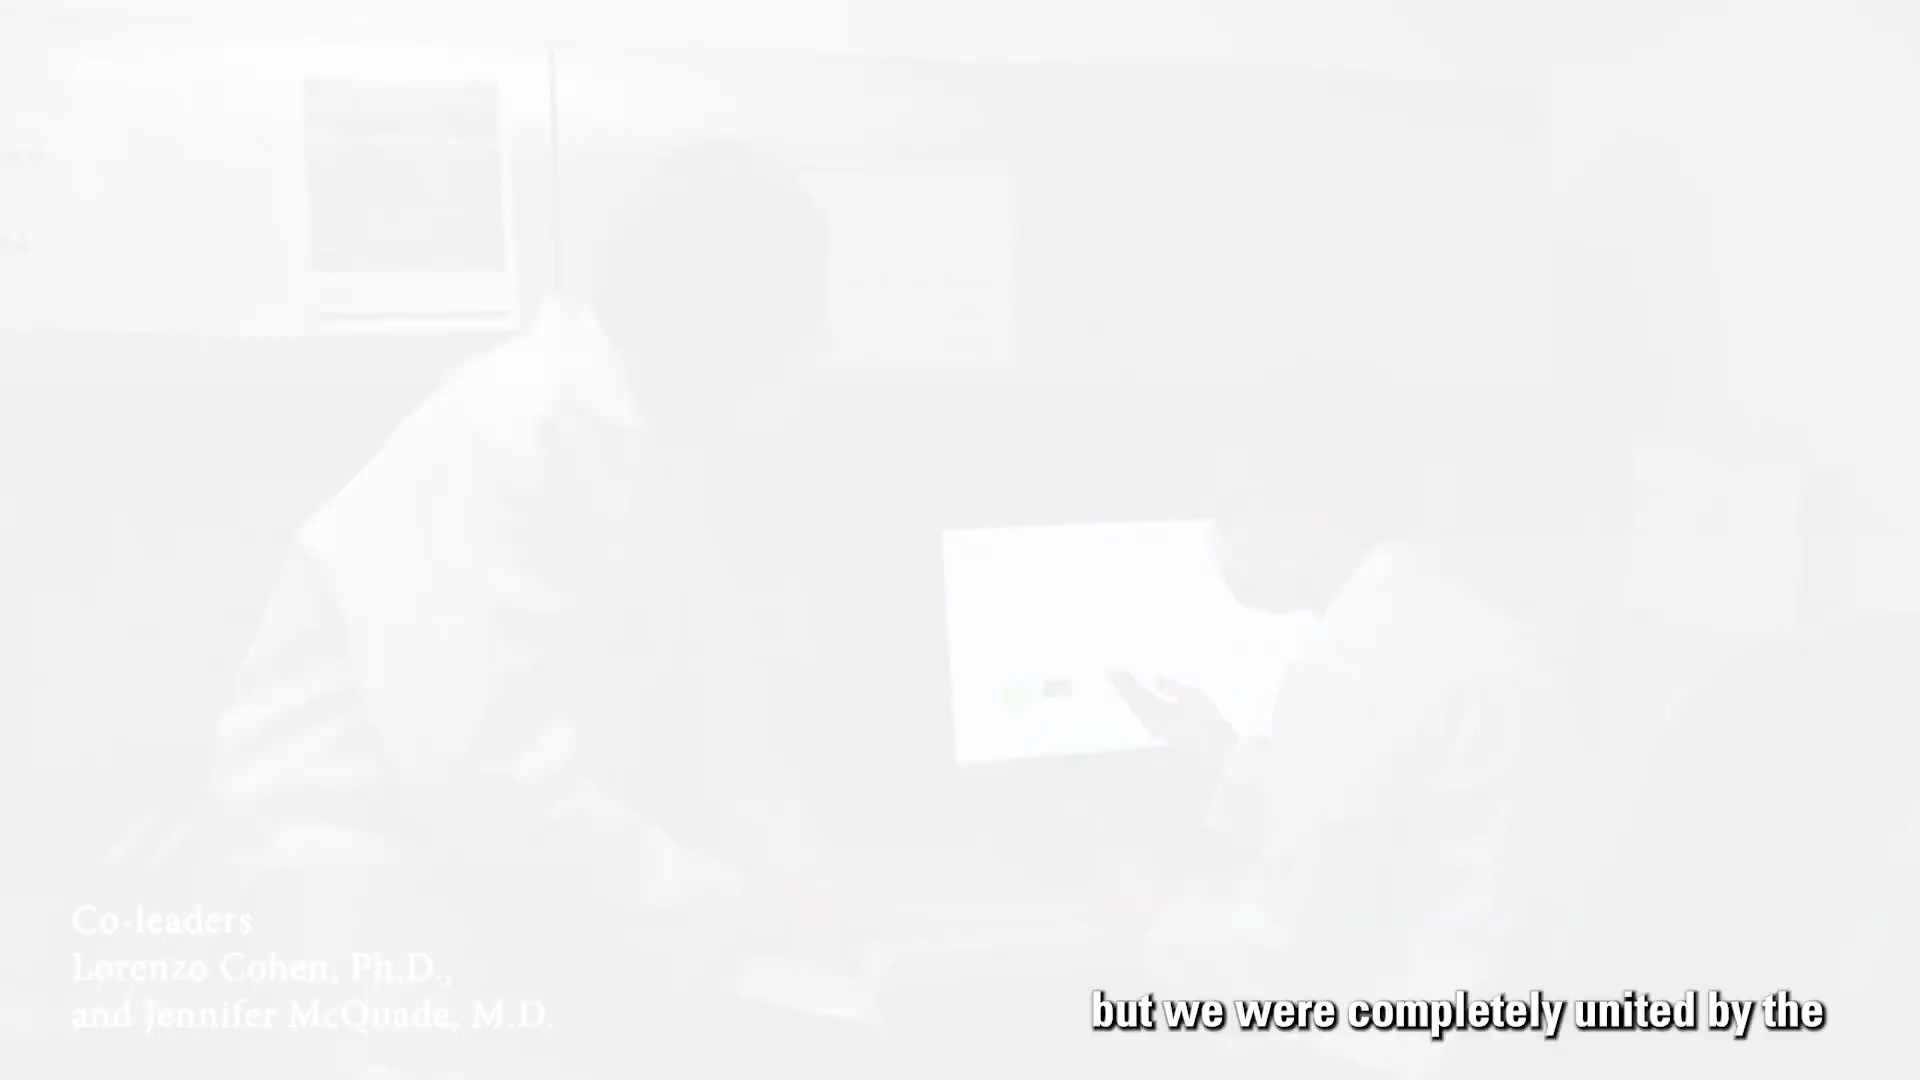 Co-leaders
Lorenzo Cohen, Ph.D.,
and Jennifer McQuade, M.D.
but we were completely united by the